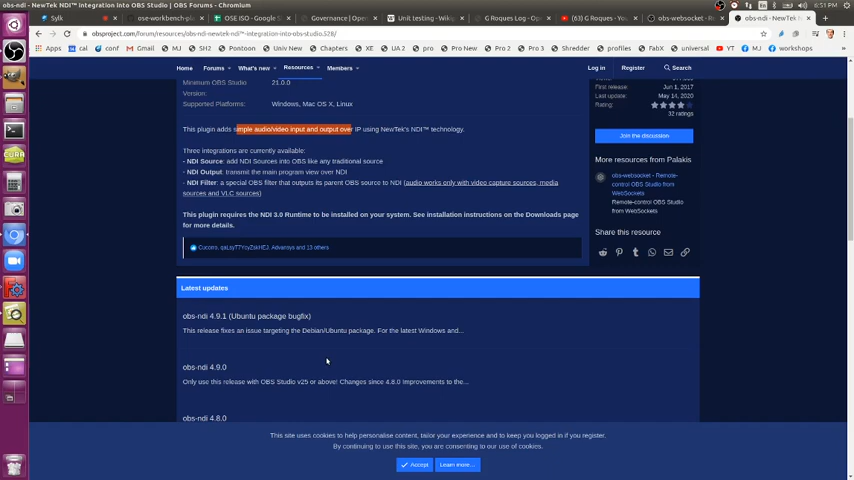 obs-ndi - NewTek NDI™ integration into OBS Studio | OBS Forums - Chromium
6:51 PM
Sylk
ose-workbench-pla
OSE ISO - Google S
Governance | Open
Unit testing - Wiki
G Roques Log - Op
(5) G Roques - You
obs-websocket - R
obs-ndi - NewTek N
obsproject.com/forum/resources/obs-ndi-newtek-ndi™-integration-into-obs-studio.528/
Apps
Gmail
MJ
conf
XE
UA 2
pro
Pro New
Pro 2
Pro 3
Pontoon
Univ Now
Chapters
Shredder
profiles
FabX
universal
MJ
workshops
Home
Forums
What's new
Resources
Members
Log in
Register
Search
Minimum OBS Studio
Version:
21.0.0
Supported Platforms:
Windows, Mac OS X, Linux
This plugin adds simple audio/video input and output over IP using NewTek's NDI™ technology.
Three integrations are currently available:
- NDI Source: add NDI Sources into OBS like any traditional source
- NDI Output: transmit the main program view over NDI
- NDI Filter: a special OBS filter that outputs its parent OBS source to NDI (audio works only with video capture sources, media
sources and VLC sources)
This plugin requires the NDI 3.0 Runtime to be installed on your system. See installation instructions on the Downloads page
for more details.
Advansys and 13 others
First release:
Jun 1, 2017
Last update:
May 14, 2020
Rating:
32 ratings
Join the discussion
More resources from Palakis
obs-websocket - Remote-
control OBS Studio from
WebSockets
Remote-control OBS Studio
from WebSockets
Share this resource
Latest updates
obs-ndi 4.9.1 (Ubuntu package bugfix)
This release fixes an issue targeting the Debian/Ubuntu package. For the latest Windows and...
obs-ndi 4.9.0
Only use this release with OBS Studio v25 or above! Changes since 4.8.0 Improvements to the...
obs-ndi 4.8.0
This site uses cookies to help personalise content, tailor your experience and to keep you logged in if you register.
By continuing to use this site, you are consenting to our use of cookies.
Accept
Learn more...